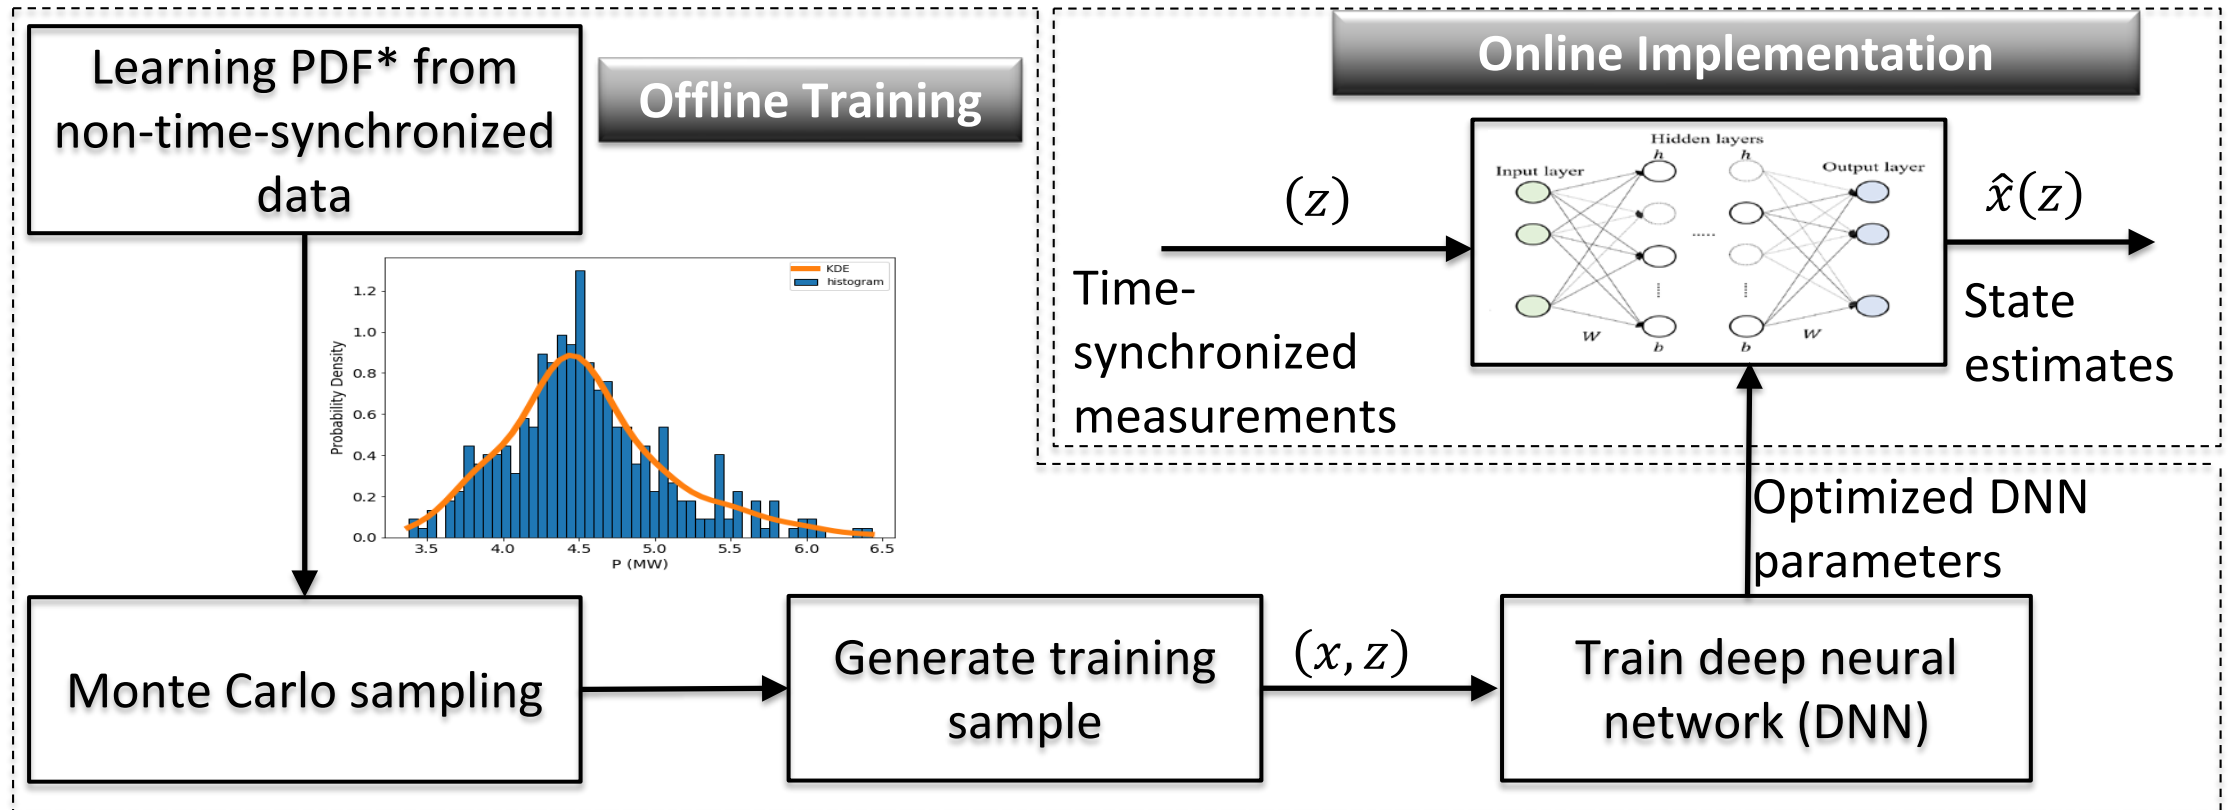 Learning PDF* from
non-time-synchronized
data
Offline Training
Online Implementation
(z)
Time-
synchronized
measurements
Hidden layers
h
h
Input layer
Output layer
.....
W
W
b
b
x̂(z)
State
estimates
KDE
histogram
Probability Density
1.2
1.0
0.8
0.6
0.4
0.2
0.0
3.5 4.0 4.5 5.0 5.5 6.0 6.5
P (MW)
Optimized DNN
parameters
Monte Carlo sampling
Generate training
sample
(x, z)
Train deep neural
network (DNN)